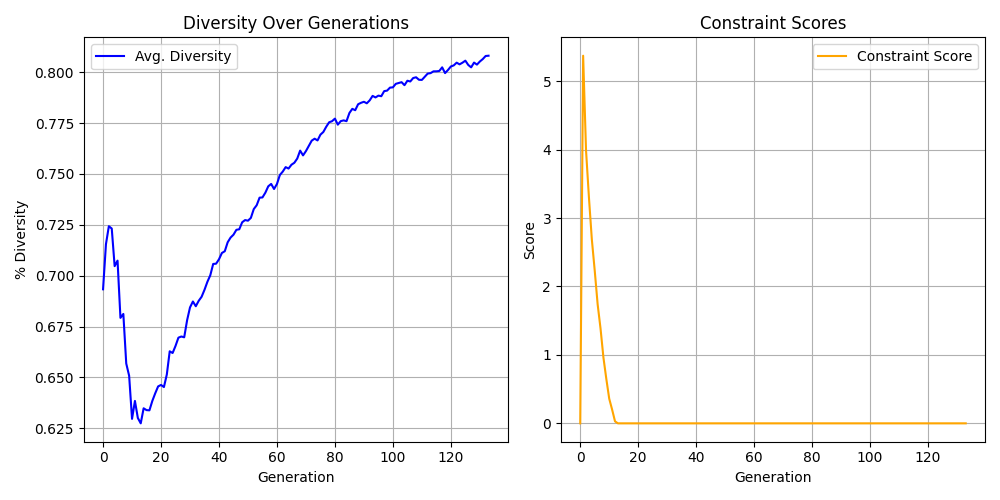 Diversity Over Generations
Avg. Diversity
% Diversity
0.800
0.775
0.750
0.725
0.700
0.675
0.650
0.625
0 20 40 60 80 100 120
Generation
Constraint Scores
Constraint Score
Score
5
4
3
2
1
0
0 20 40 60 80 100 120
Generation